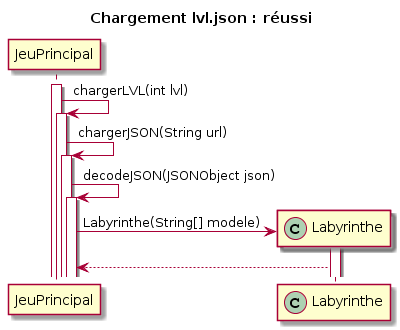 Chargement lvl.json : réussi
JeuPrincipal
chargerLVL(int lvl)
chargerJSON(String url)
decodeJSON(JSONObject json)
Labyrinthe(String[] modele)
C Labyrinthe
JeuPrincipal
C Labyrinthe